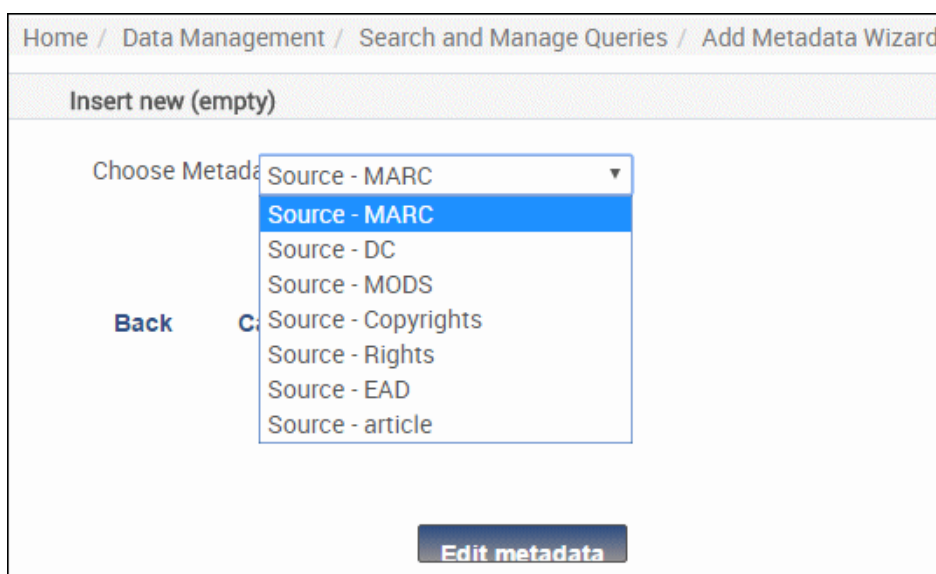 Home / Data Management / Search and Manage Queries / Add Metadata Wizard
Insert new (empty)
Choose Metada Source - MARC
Source - MARC
Source - DC
Source - MODS
Back Ca Source - Copyrights
Source - Rights
Source - EAD
Source - article
Edit metadata